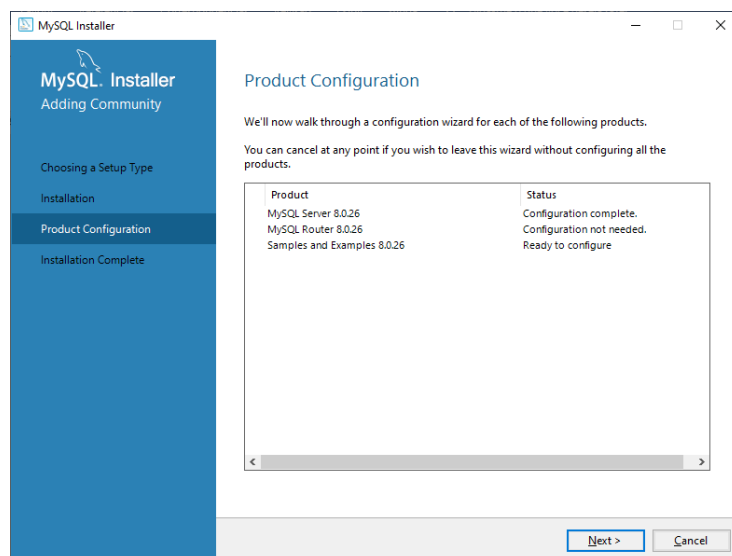 MySQL Installer
MySQL. Installer
Adding Community
Choosing a Setup Type
Installation
Product Configuration
Installation Complete
Product Configuration
We'll now walk through a configuration wizard for each of the following products.
You can cancel at any point if you wish to leave this wizard without configuring all the
products.
Product Status
MySQL Server 8.0.26 Configuration complete.
MySQL Router 8.0.26 Configuration not needed.
Samples and Examples 8.0.26 Ready to configure
Next > Cancel